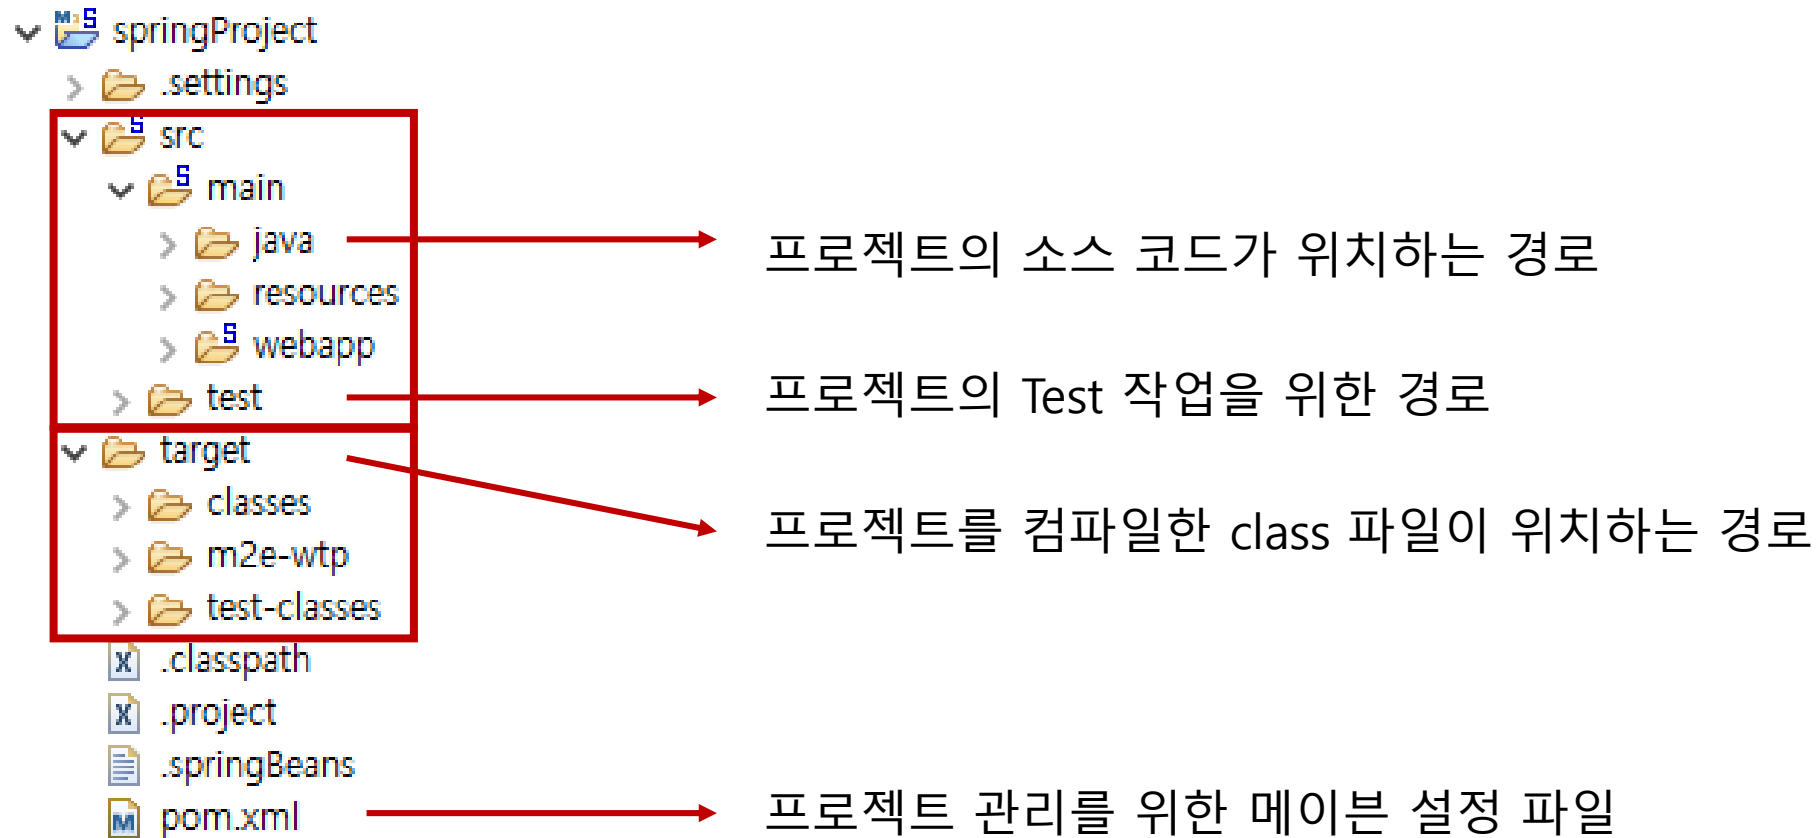 springProject
.settings
src
main
java
프로젝트의 소스 코드가 위치하는 경로
resources
webapp
test
프로젝트의 Test 작업을 위한 경로
target
classes
프로젝트를 컴파일한 class 파일이 위치하는 경로
m2e-wtp
test-classes
.classpath
.project
.springBeans
pom.xml
프로젝트 관리를 위한 메이븐 설정 파일